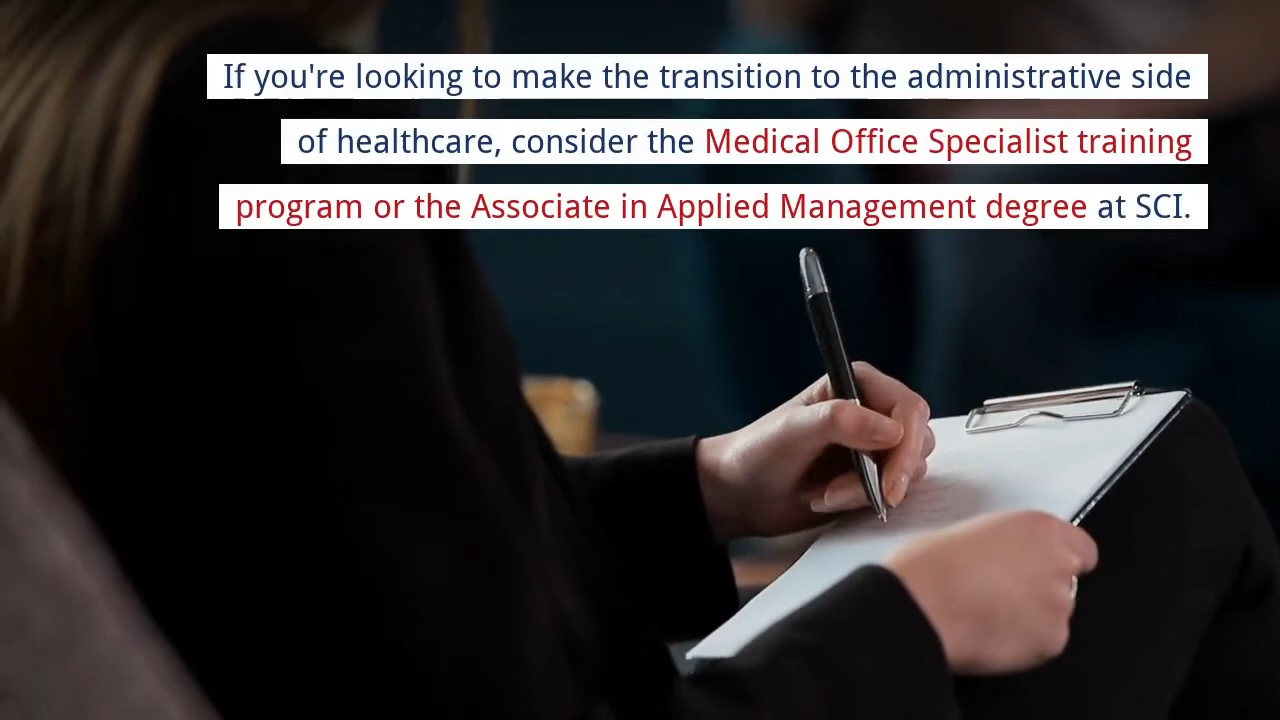 If you're looking to make the transition to the administrative side
of healthcare, consider the Medical Office Specialist training
program or the Associate in Applied Management degree at SCI.